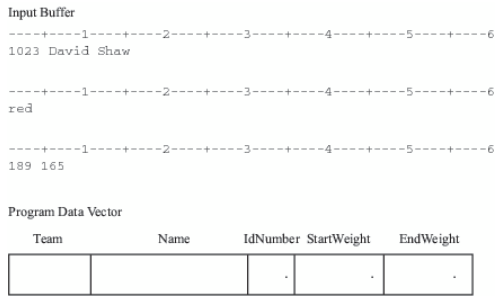 Input Buffer
----+----1----+----2----+----3----+----4----+----5----+----6
1023 David Shaw
----+----1----+----2----+----3----+----4----+----5----+----6
red
----+----1----+----2----+----3----+----4----+----5----+----6
189 165
Program Data Vector
Team Name IdNumber StartWeight EndWeight
. . .